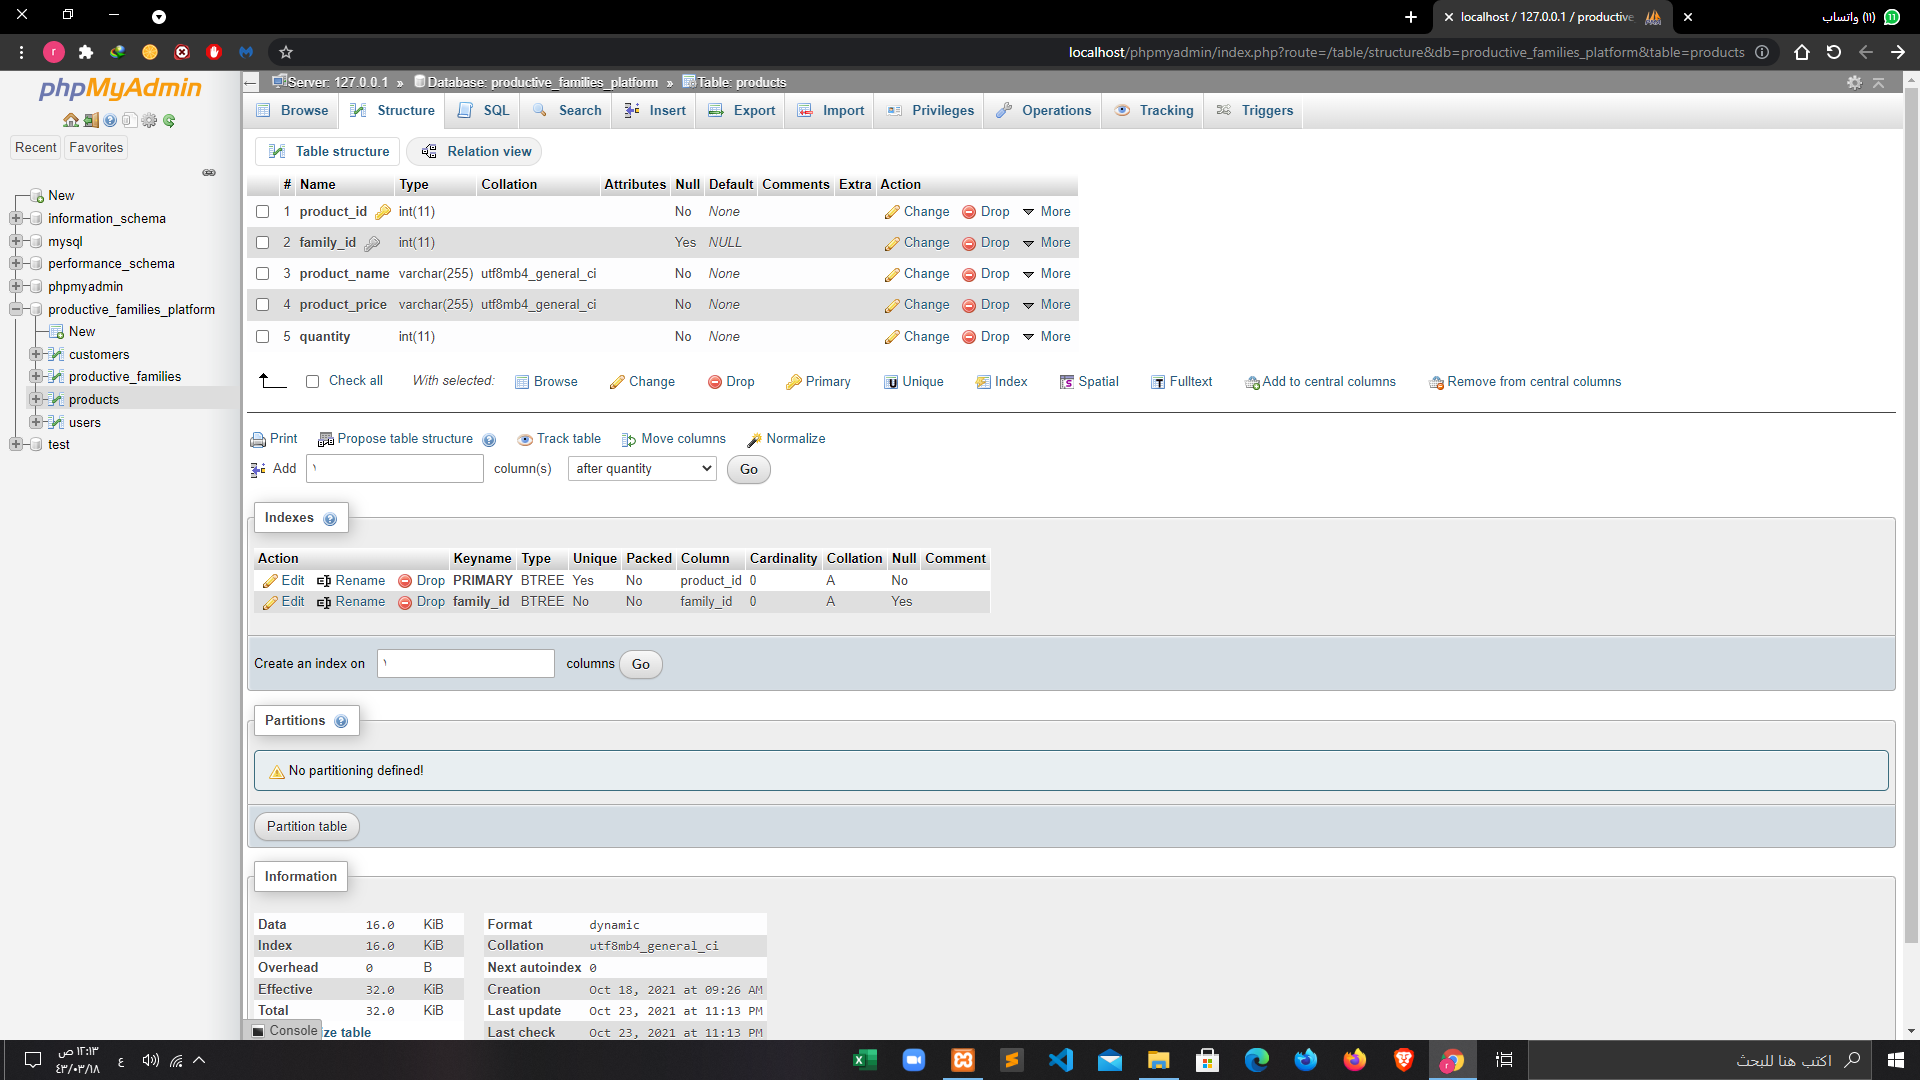 localhost / 127.0.0.1 / productive
(١١) واتساب
localhost/phpmyadmin/index.php?route=/table/structure&db=productive_families_platform&table=products
phpMyAdmin
Recent
Favorites
New
information_schema
mysql
performance_schema
phpmyadmin
productive_families_platform
New
customers
productive_families
products
users
test
Server: 127.0.0.1 » Database: productive_families_platform » Table: products
Browse Structure SQL Search Insert Export Import Privileges Operations Tracking Triggers
Table structure Relation view
# Name Type Collation Attributes Null Default Comments Extra Action
1 product_id int(11) No None Change Drop More
2 family_id int(11) Yes NULL Change Drop More
3 product_name varchar(255) utf8mb4_general_ci No None Change Drop More
4 product_price varchar(255) utf8mb4_general_ci No None Change Drop More
5 quantity int(11) No None Change Drop More
Check all With selected: Browse Change Drop Primary Unique Index Spatial Fulltext Add to central columns Remove from central columns
Print Propose table structure Track table Move columns Normalize
Add ١ column(s) after quantity Go
Indexes
Action Keyname Type Unique Packed Column Cardinality Collation Null Comment
Edit Rename Drop PRIMARY BTREE Yes No product_id 0 A No
Edit Rename Drop family_id BTREE No No family_id 0 A Yes
Create an index on ١ columns Go
Partitions
No partitioning defined!
Partition table
Information
Data 16.0 KiB
Index 16.0 KiB
Overhead 0 B
Effective 32.0 KiB
Total 32.0 KiB
ze table
Format dynamic
Collation utf8mb4_general_ci
Next autoindex 0
Creation Oct 18, 2021 at 09:26 AM
Last update Oct 23, 2021 at 11:13 PM
Last check Oct 23, 2021 at 11:13 PM
Console
١٢:١٣ ص
٤٣/٠٣/١٨
ع
اكتب هنا للبحث